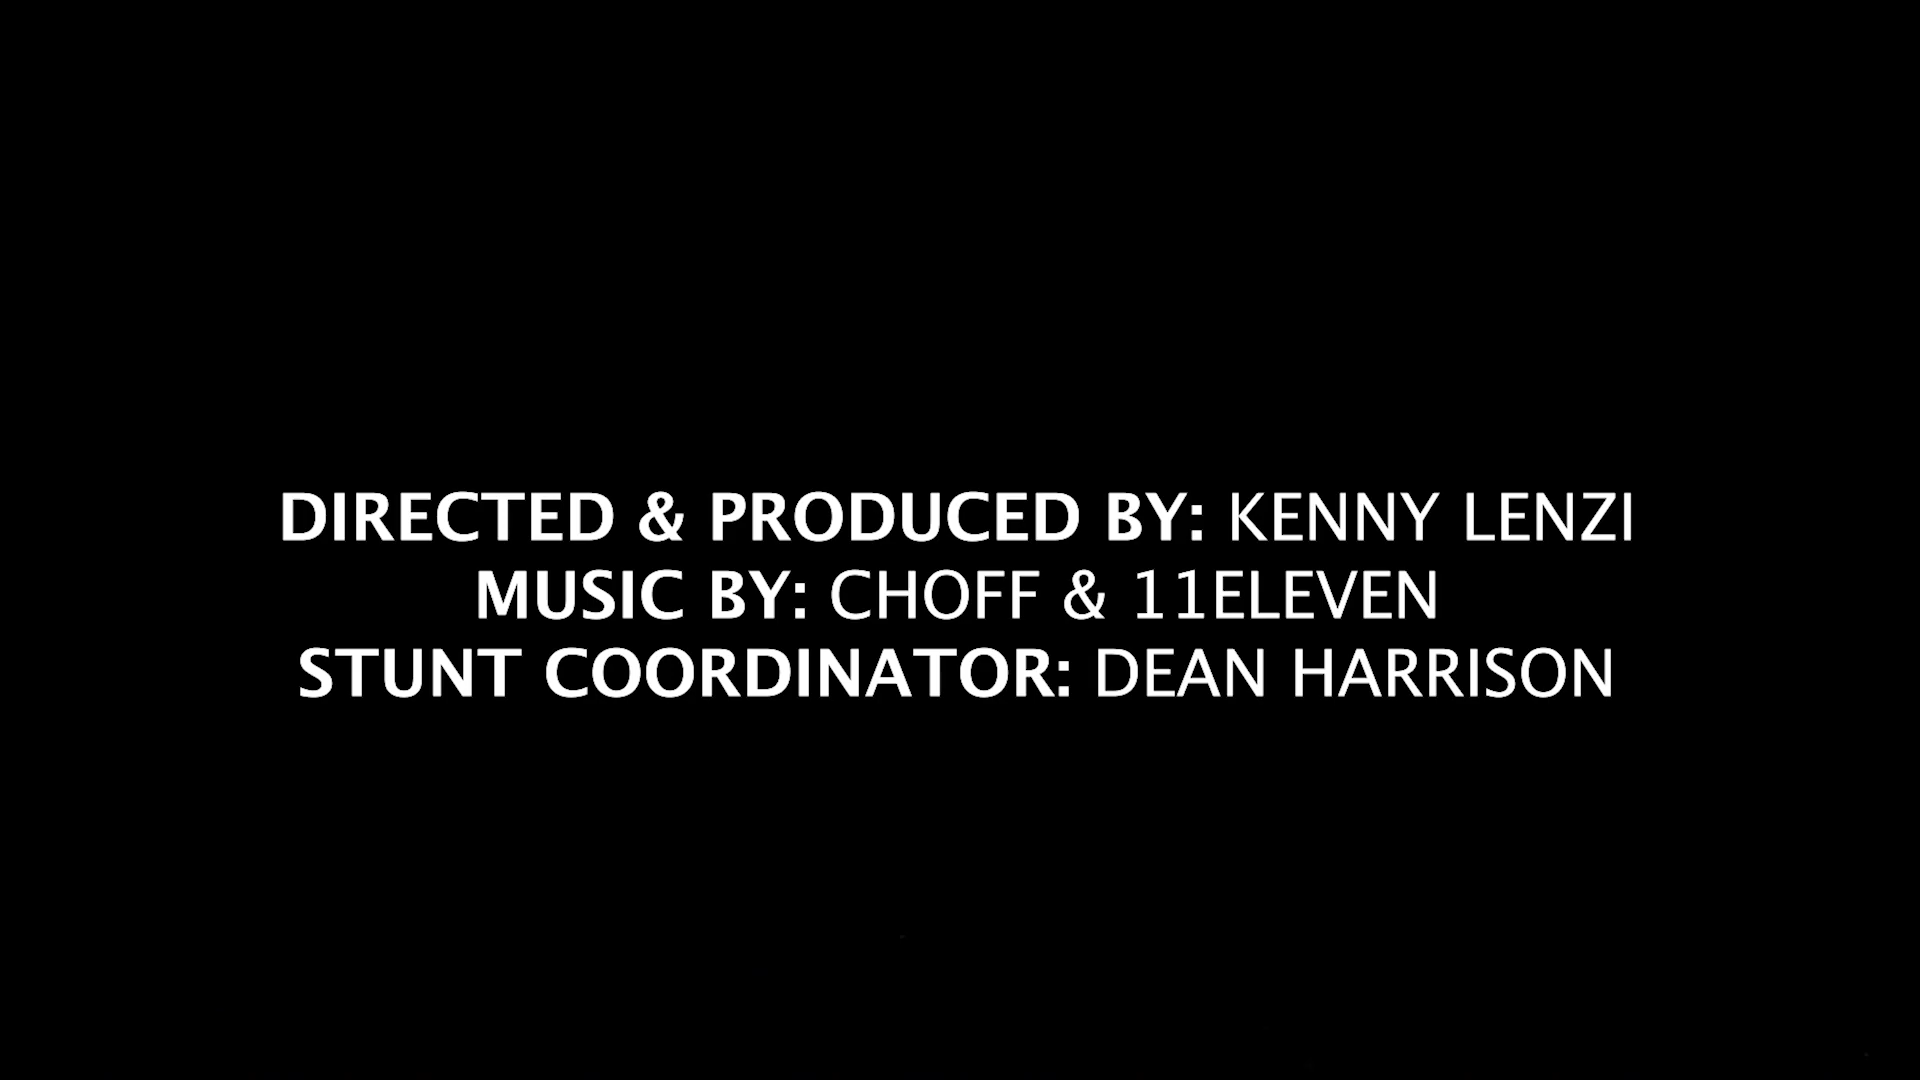 DIRECTED & PRODUCED BY: KENNY LENZI
MUSIC BY: CHOFF & 11ELEVEN
STUNT COORDINATOR: DEAN HARRISON